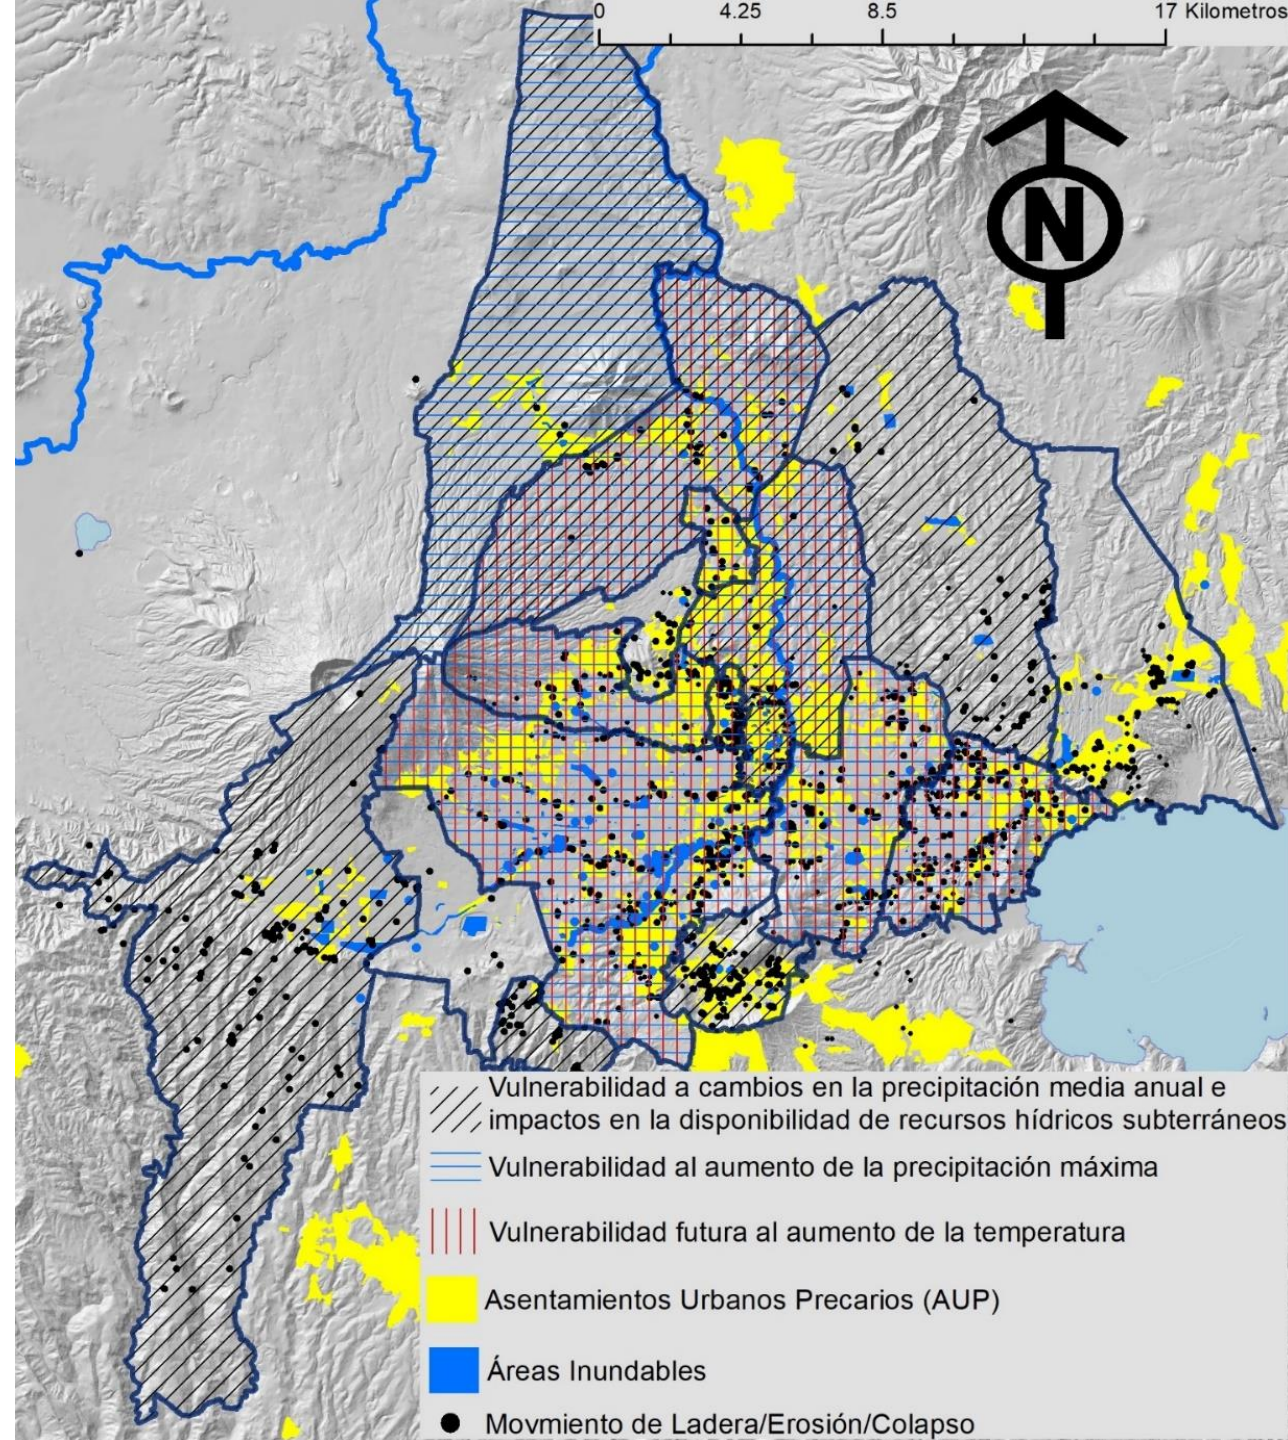 0 4.25 8.5 17 Kilometros
N
Vulnerabilidad a cambios en la precipitación media anual e
impactos en la disponibilidad de recursos hídricos subterráneos
Vulnerabilidad al aumento de la precipitación máxima
Vulnerabilidad futura al aumento de la temperatura
Asentamientos Urbanos Precarios (AUP)
Áreas Inundables
Movmiento de Ladera/Erosión/Colapso